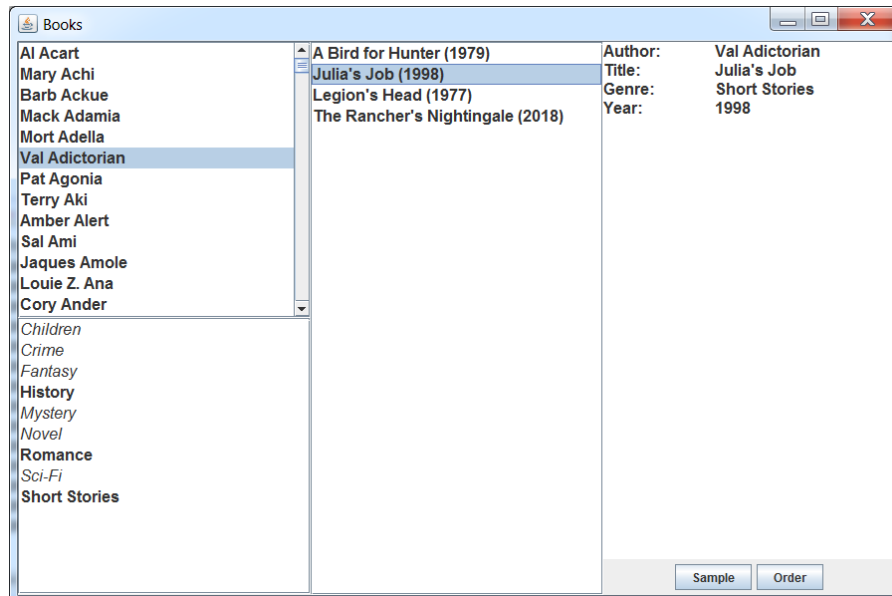 Books
Al Acart
Mary Achi
Barb Ackue
Mack Adamia
Mort Adella
Val Adictorian
Pat Agonia
Terry Aki
Amber Alert
Sal Ami
Jaques Amole
Louie Z. Ana
Cory Ander
Children
Crime
Fantasy
History
Mystery
Novel
Romance
Sci-Fi
Short Stories
A Bird for Hunter (1979)
Julia's Job (1998)
Legion's Head (1977)
The Rancher's Nightingale (2018)
Author: Val Adictorian
Title: Julia's Job
Genre: Short Stories
Year: 1998
Sample Order